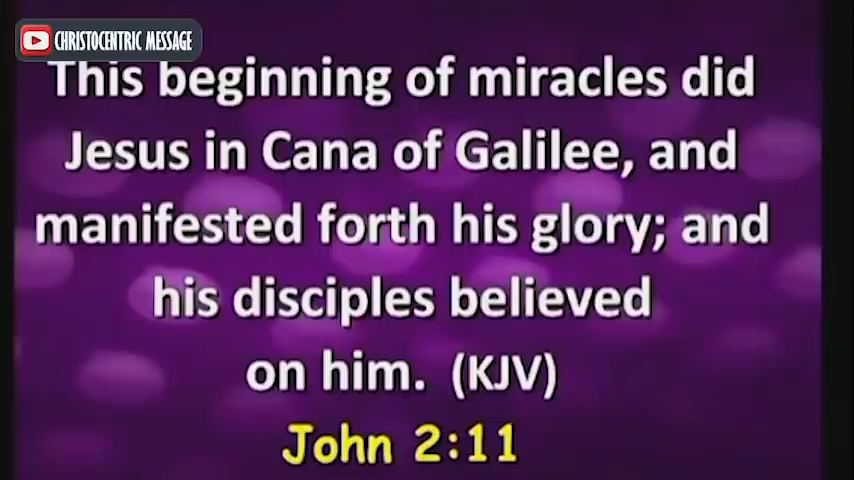 CHRISTOCENTRIC MESSAGE
This beginning of miracles did
Jesus in Cana of Galilee, and
manifested forth his glory; and
his disciples believed
on him. (KJV)
John 2:11